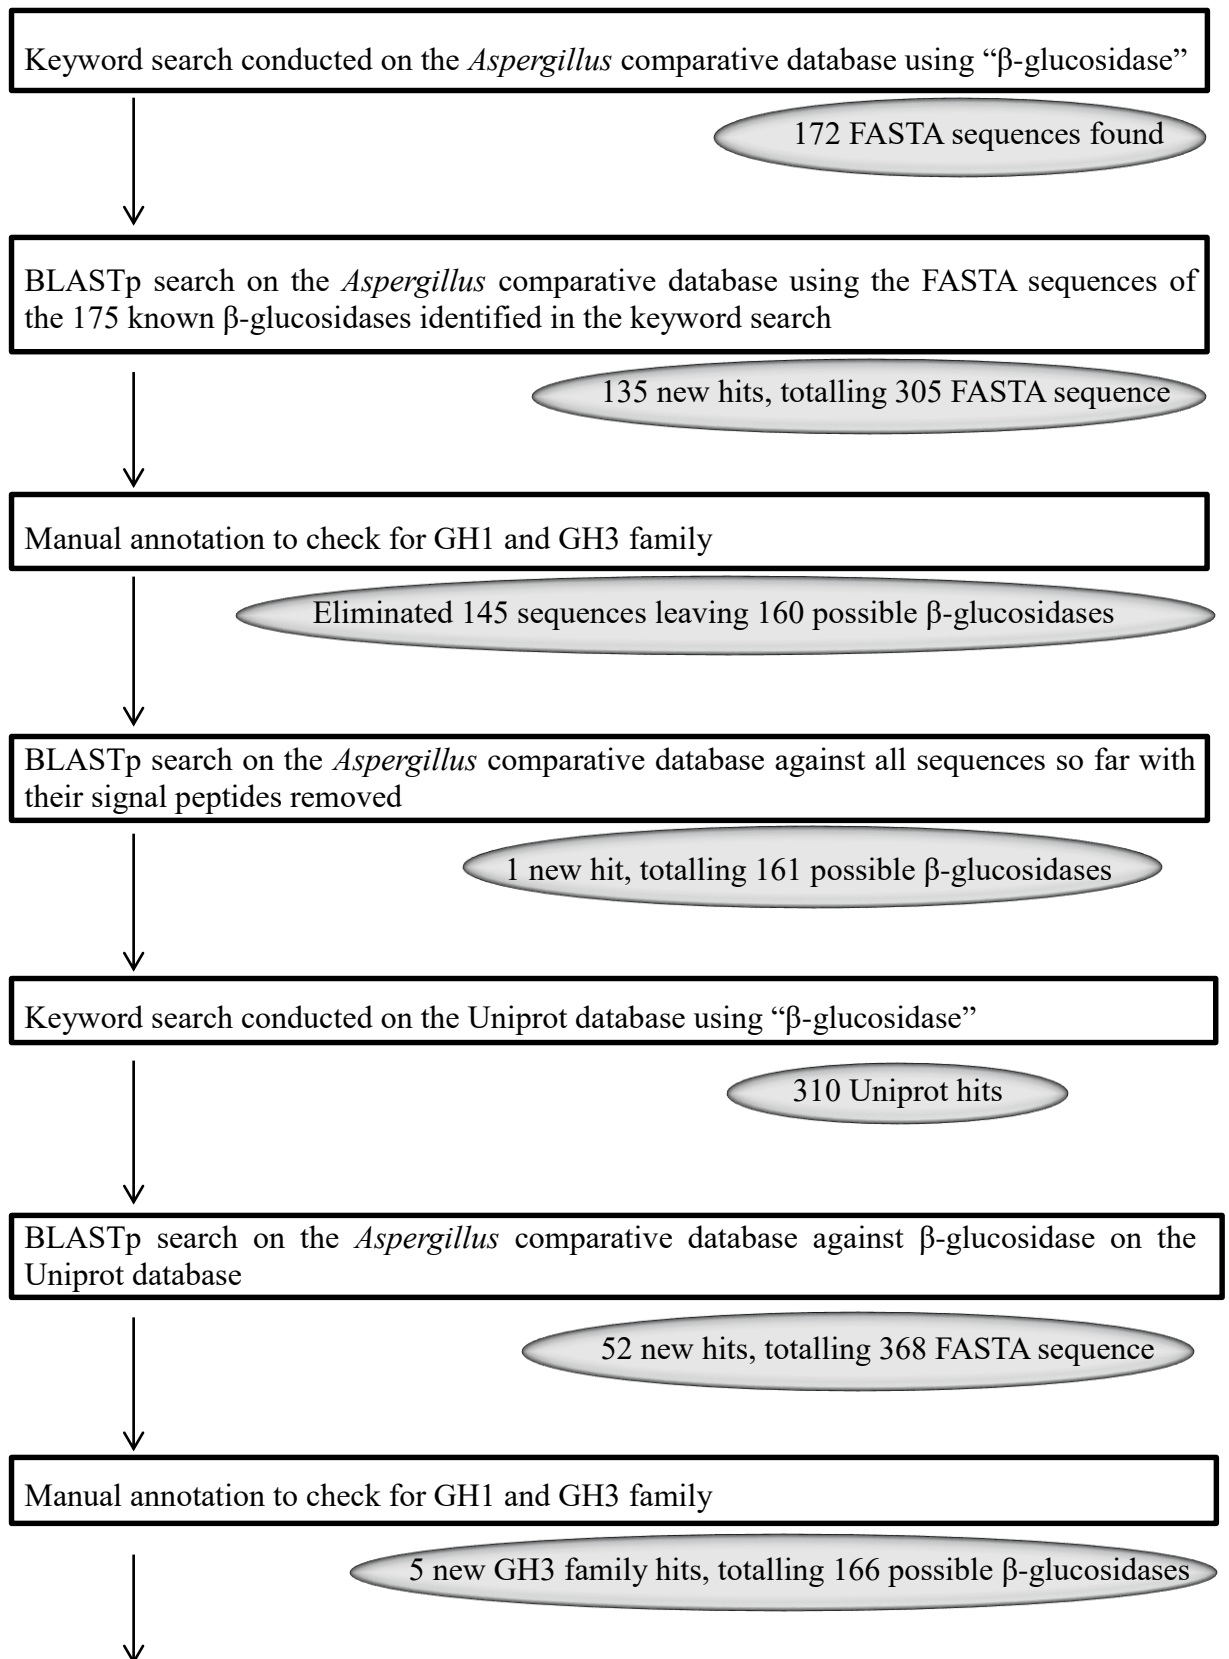 Keyword search conducted on the Aspergillus comparative database using “β-glucosidase”
172 FASTA sequences found
BLASTp search on the Aspergillus comparative database using the FASTA sequences of
the 175 known β-glucosidases identified in the keyword search
135 new hits, totalling 305 FASTA sequence
Manual annotation to check for GH1 and GH3 family
Eliminated 145 sequences leaving 160 possible β-glucosidases
BLASTp search on the Aspergillus comparative database against all sequences so far with
their signal peptides removed
1 new hit, totalling 161 possible β-glucosidases
Keyword search conducted on the Uniprot database using “β-glucosidase”
310 Uniprot hits
BLASTp search on the Aspergillus comparative database against β-glucosidase on the
Uniprot database
52 new hits, totalling 368 FASTA sequence
Manual annotation to check for GH1 and GH3 family
5 new GH3 family hits, totalling 166 possible β-glucosidases